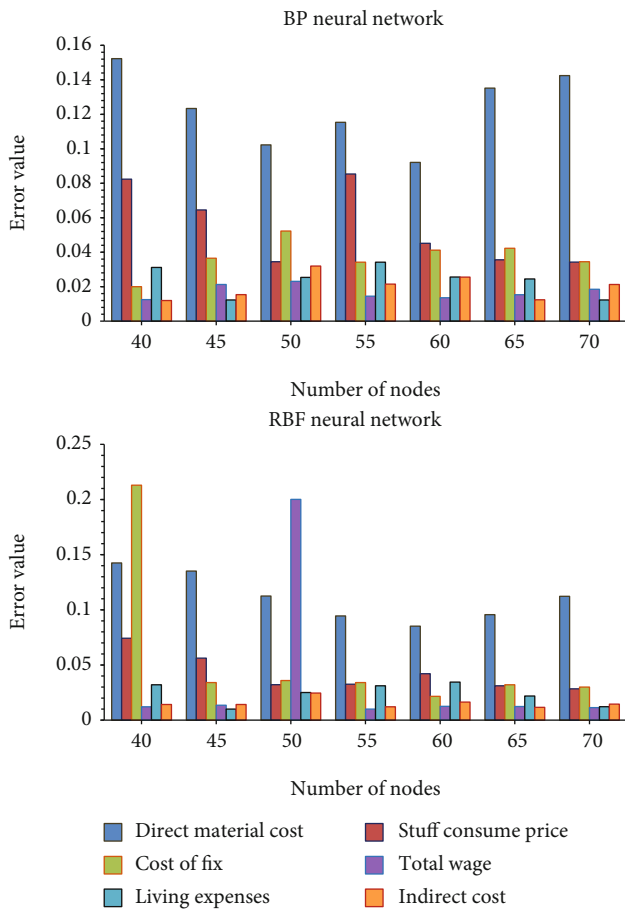 BP neural network
0.16
0.14
0.12
0.1
0.08
0.06
0.04
0.02
0
Error value
40 45 50 55 60 65 70
Number of nodes
RBF neural network
0.25
0.2
0.15
0.1
0.05
0
Error value
40 45 50 55 60 65 70
Number of nodes
Direct material cost
Stuff consume price
Cost of fix
Total wage
Living expenses
Indirect cost